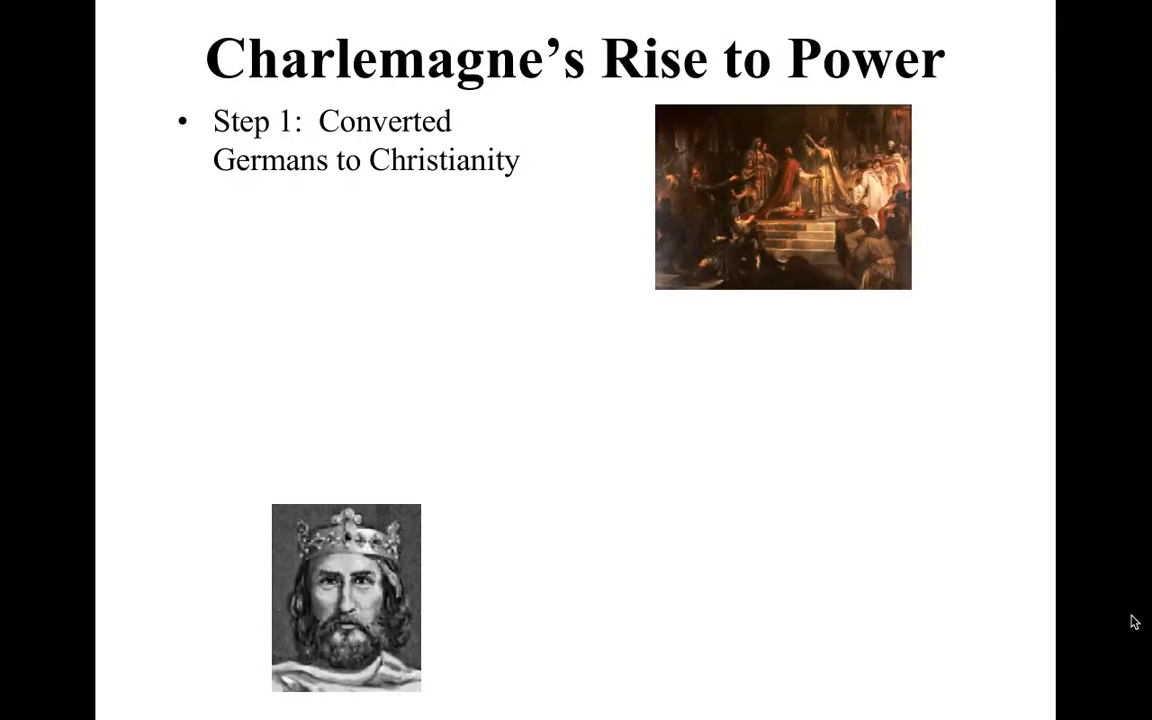 Charlemagne’s Rise to Power
• Step 1:  Converted
Germans to Christianity